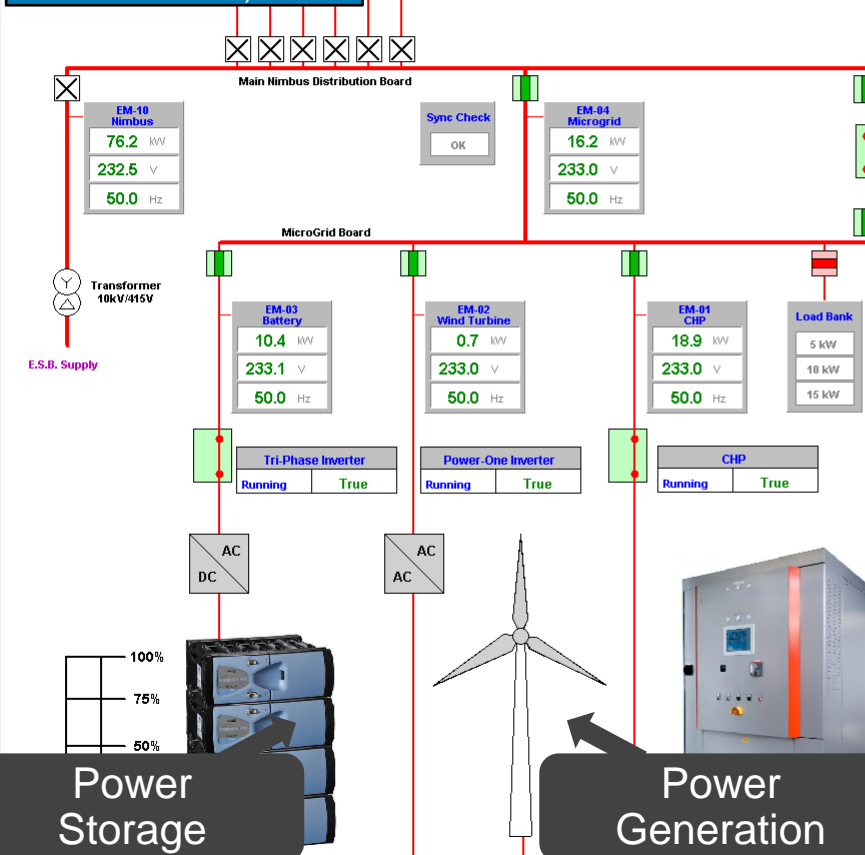 Main Nimbus Distribution Board
EM-10
Nimbus
76.2 kW
232.5 V
50.0 Hz
Sync Check
OK
EM-04
Microgrid
16.2 kW
233.0 V
50.0 Hz
MicroGrid Board
Transformer
10kV/415V
E.S.B. Supply
EM-03
Battery
10.4 kW
233.1 V
50.0 Hz
EM-02
Wind Turbine
0.7 kW
233.0 V
50.0 Hz
EM-01
CHP
18.9 kW
233.0 V
50.0 Hz
Load Bank
5 kW
10 kW
15 kW
Tri-Phase Inverter
Running True
Power-One Inverter
Running True
CHP
Running True
AC
DC
AC
AC
100%
75%
50%
Power
Storage
Power
Generation